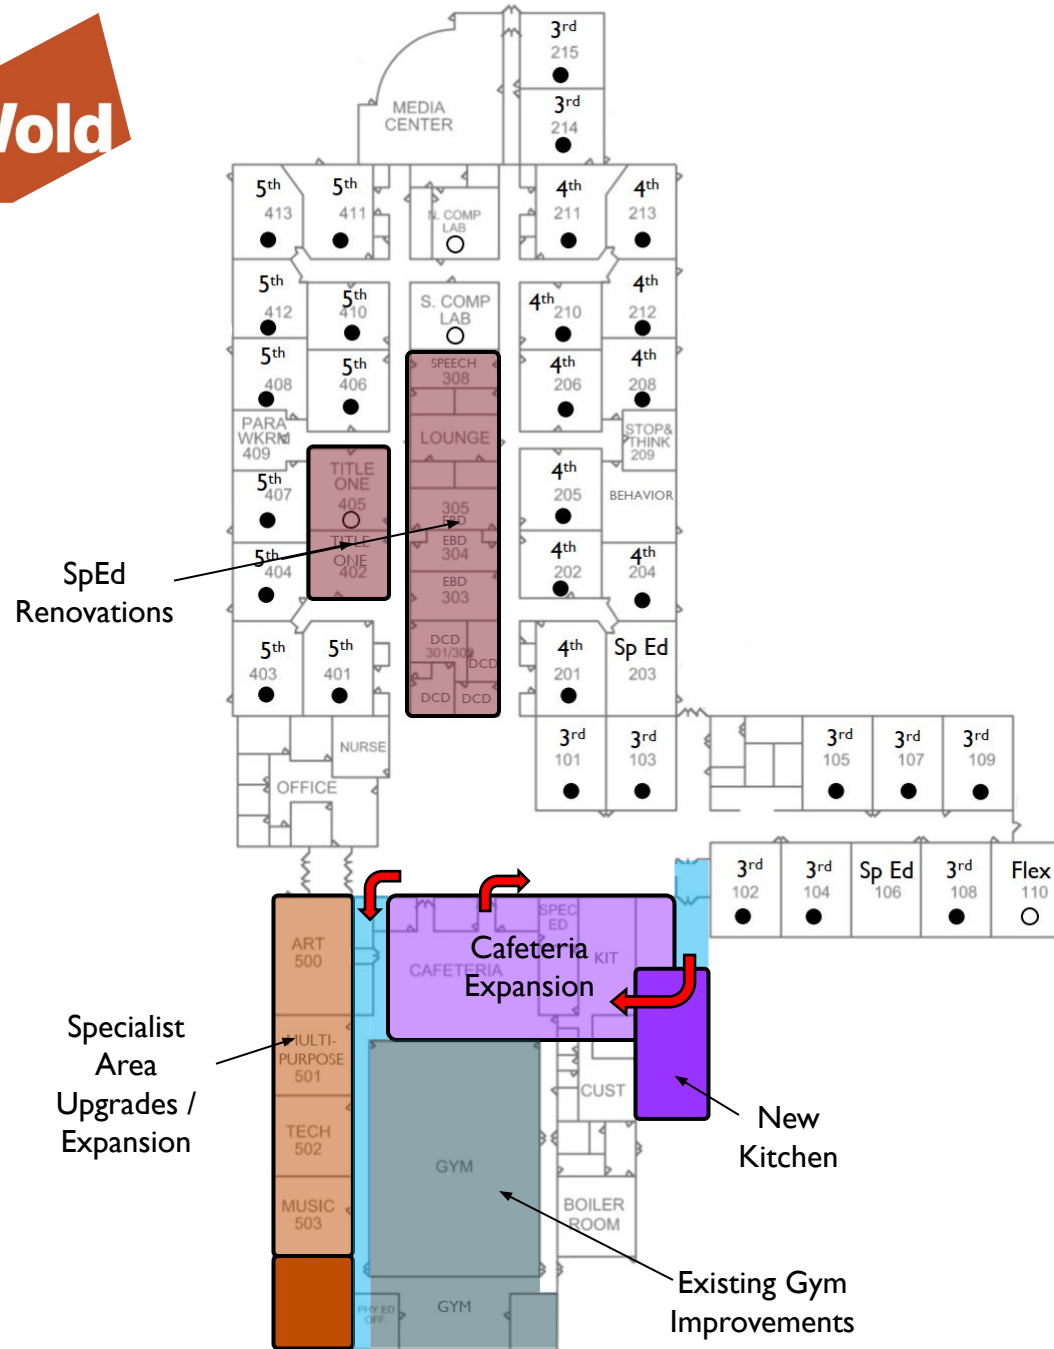 Wold
3rd
215
3rd
214
MEDIA
CENTER
5th
413
5th
411
N. COMP
LAB
4th
211
4th
213
5th
412
5th
410
S. COMP
LAB
4th 210
4th
212
5th
408
5th
406
SPEECH
308
4th
206
4th
208
PARA
WKRM
409
LOUNGE
STOP&
THINK
209
TITLE
ONE
405
5th
407
305
EBD
4th
205
BEHAVIOR
TITLE
ONE
402
5th
404
EBD
304
4th
202
4th
204
SpEd
Renovations
EBD
303
5th
403
5th
401
DCD
301/302
DCD
DCD
DCD
4th
201
Sp Ed
203
NURSE
OFFICE
3rd
101
3rd
103
3rd
105
3rd
107
3rd
109
3rd
102
3rd
104
Sp Ed
106
3rd
108
Flex
110
ART
500
SPEC
ED
CAFETERIA
KIT
Cafeteria
Expansion
Specialist
Area
Upgrades /
Expansion
MULTI-
PURPOSE
501
CUST
New
Kitchen
TECH
502
GYM
MUSIC
503
BOILER
ROOM
PHY ED
OFF.
GYM
Existing Gym
Improvements